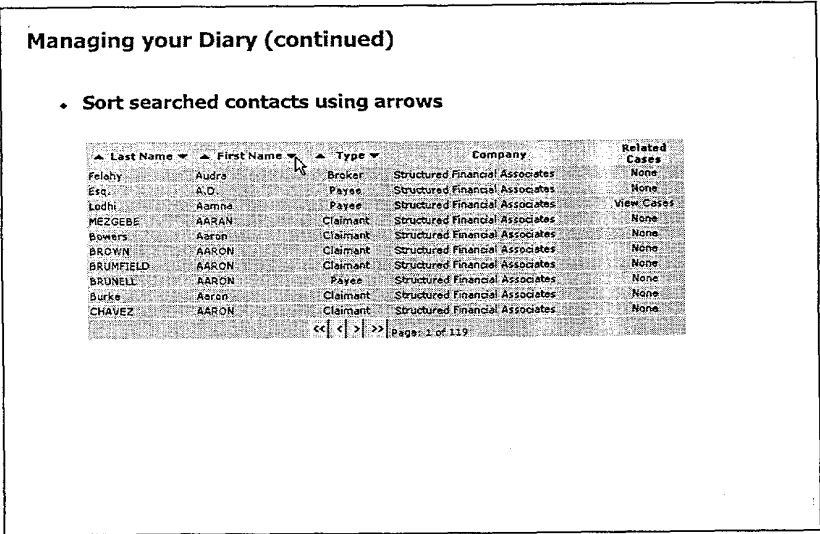 Managing your Diary (continued)
• Sort searched contacts using arrows
▲ Last Name ▼ ▲ First Name ▼ ▲ Type ▼ Company Related Cases
Felahy Audra Broker Structured Financial Associates None
Esq. A.D. Payee Structured Financial Associates None
Lodhi Aamna Payee Structured Financial Associates View Cases
MEZGEBE AARAN Claimant Structured Financial Associates None
Bowers Aaron Claimant Structured Financial Associates None
BROWN AARON Claimant Structured Financial Associates None
BRUMFIELD AARON Claimant Structured Financial Associates None
BRUNELL AARON Payee Structured Financial Associates None
Burke Aaron Claimant Structured Financial Associates None
CHAVEZ AARON Claimant Structured Financial Associates None
<<| <| >| >>| Page: 1 of 119